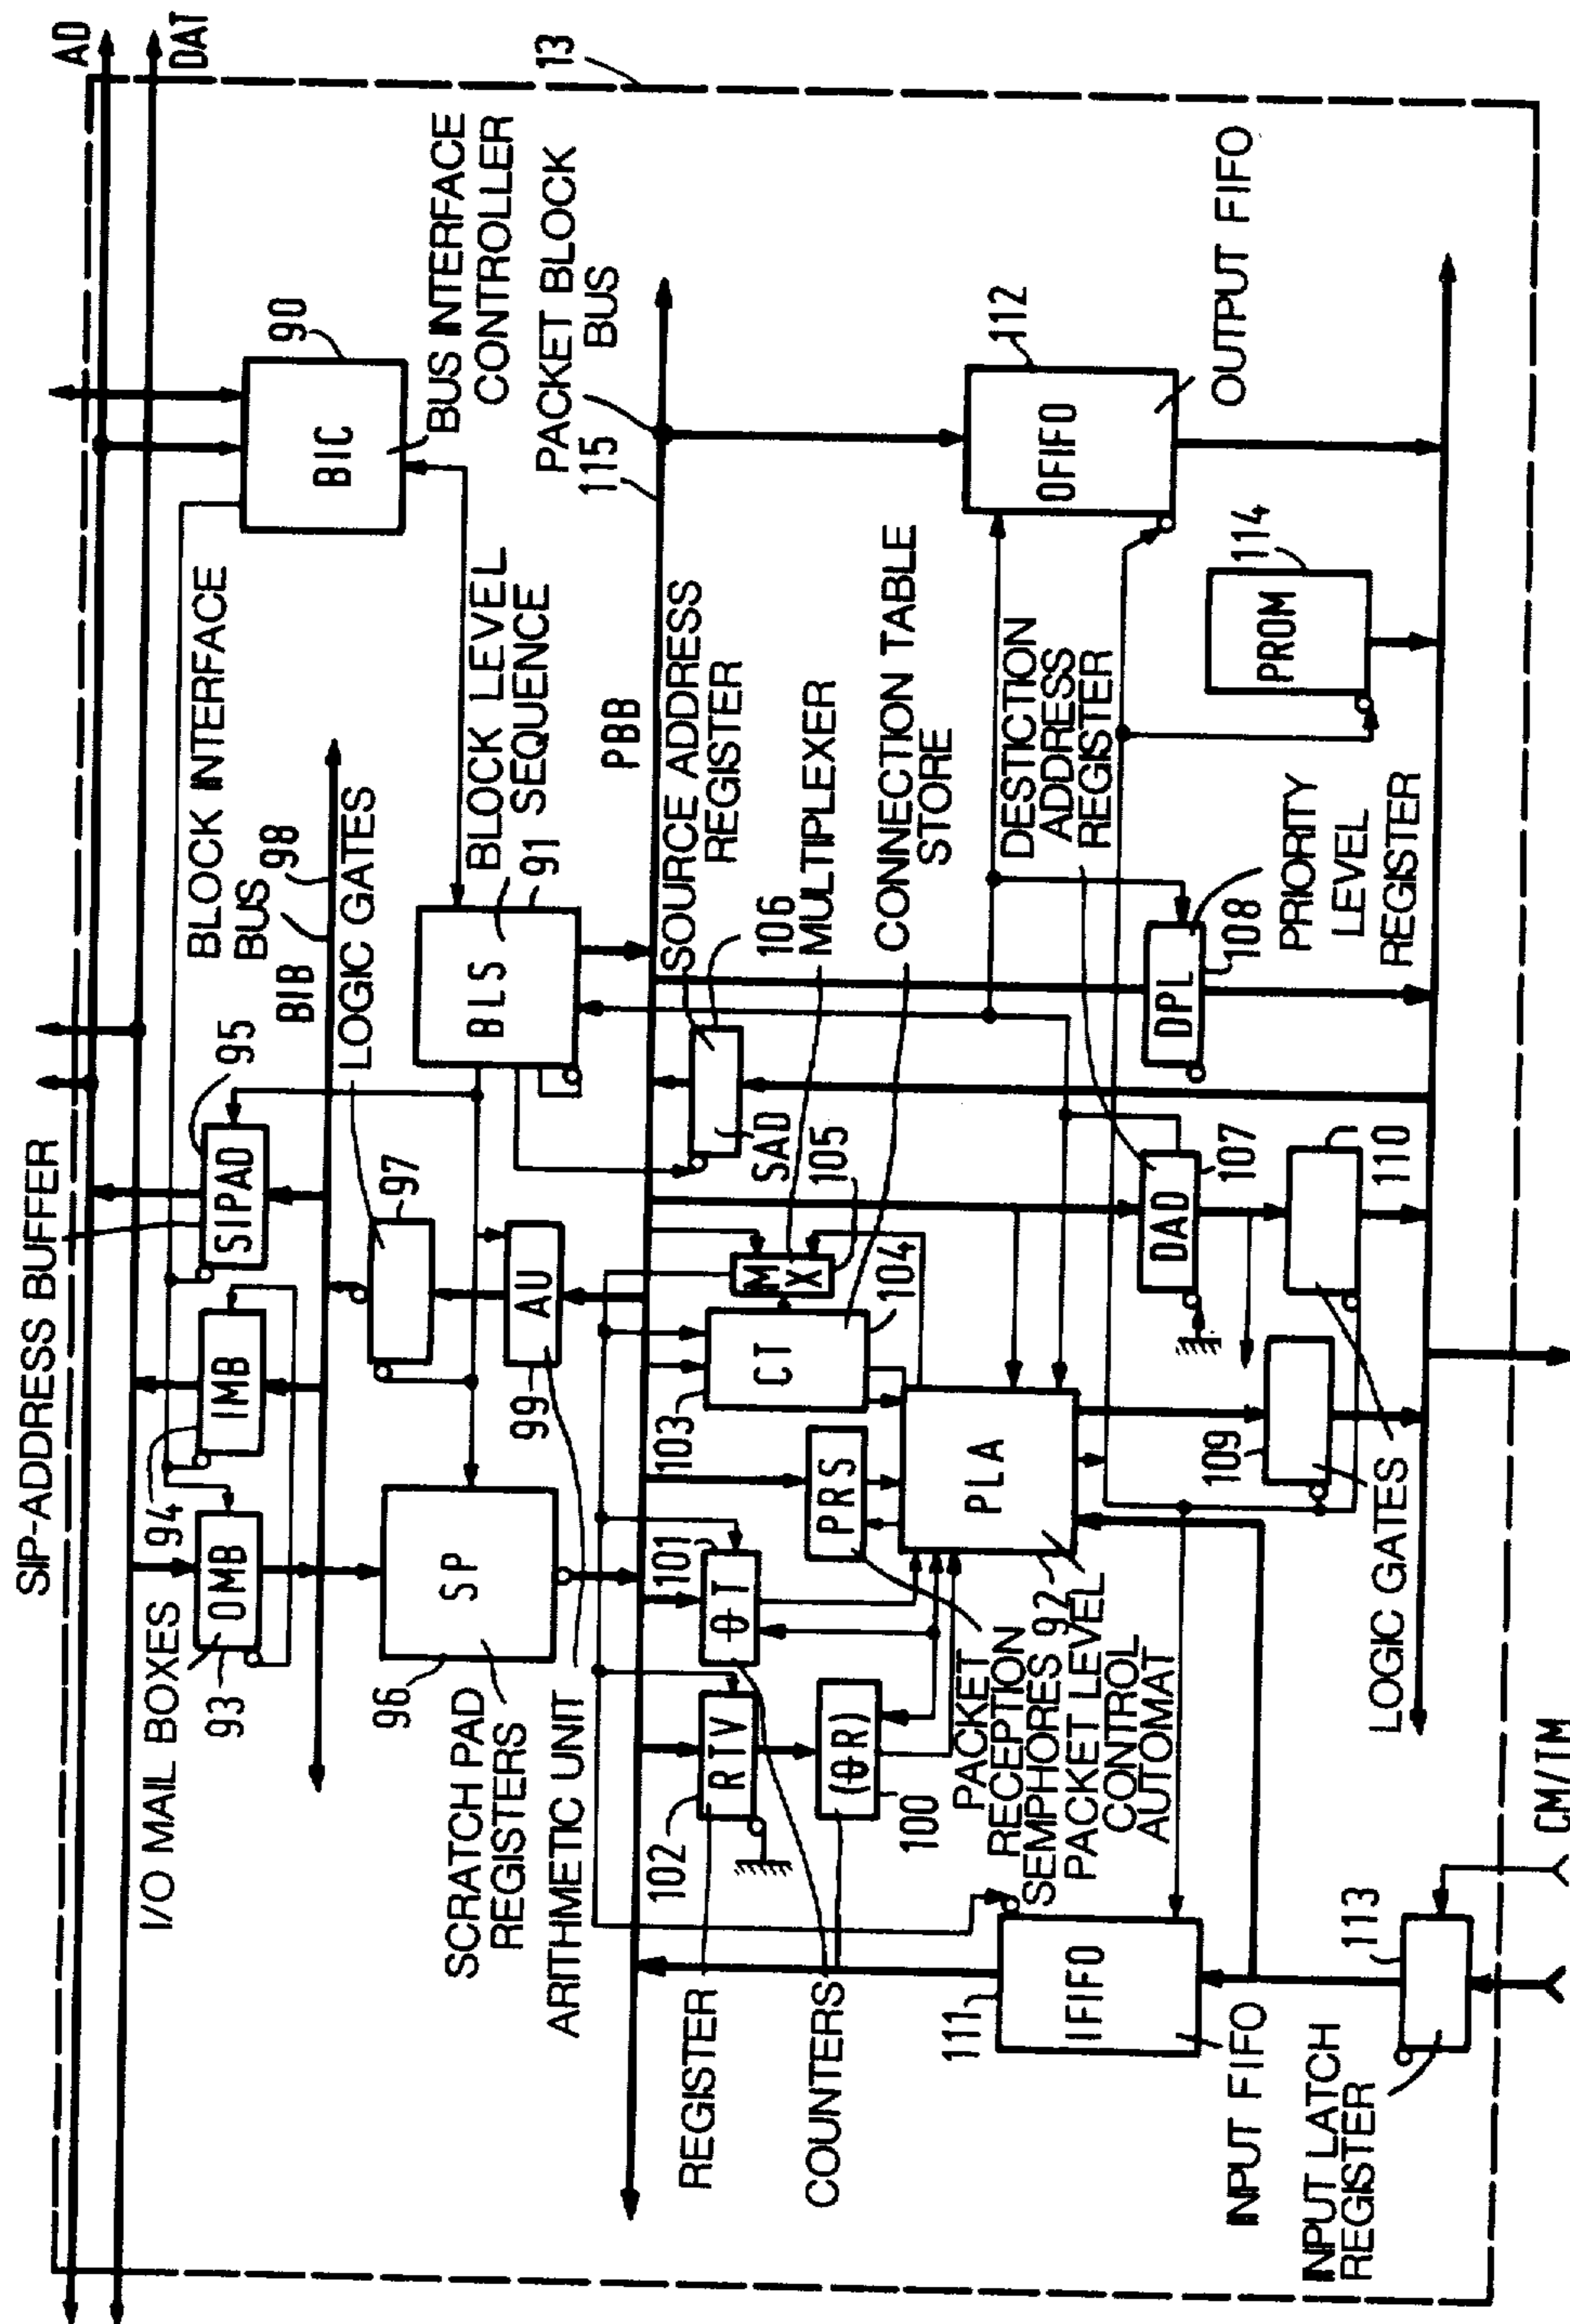 AD
DAT
13
SIP-ADDRESS BUFFER
I/O MAIL BOXES
93
OMB
94
IMB
95
SIPAD
BLOCK INTERFACE
BUS
BIB
98
LOGIC GATES
97
90
BIC
BUS INTERFACE
CONTROLLER
PACKET BLOCK
BUS
115
96
SP
SCRATCH PAD
REGISTERS
ARITHMETIC UNIT
99
AU
BLS
91
BLOCK LEVEL
SEQUENCE
PBB
SOURCE ADDRESS
REGISTER
106
SAD
MULTIPLEXER
105
M
X
CONNECTION TABLE
STORE
104
103
CT
PRS
101
θT
102
RTV
REGISTER
(θR)
100
COUNTERS
PACKET
RECEPTION
SEMPHORES
92
PACKET LEVEL
CONTROL
AUTOMAT
PLA
DESTICTION
ADDRESS
REGISTER
DAD
107
DPL
108
PRIORITY
LEVEL
REGISTER
109
110
LOGIC GATES
111
IFIFO
INPUT FIFO
112
OFIFO
OUTPUT FIFO
114
PROM
113
INPUT LATCH
REGISTER
CM/TM